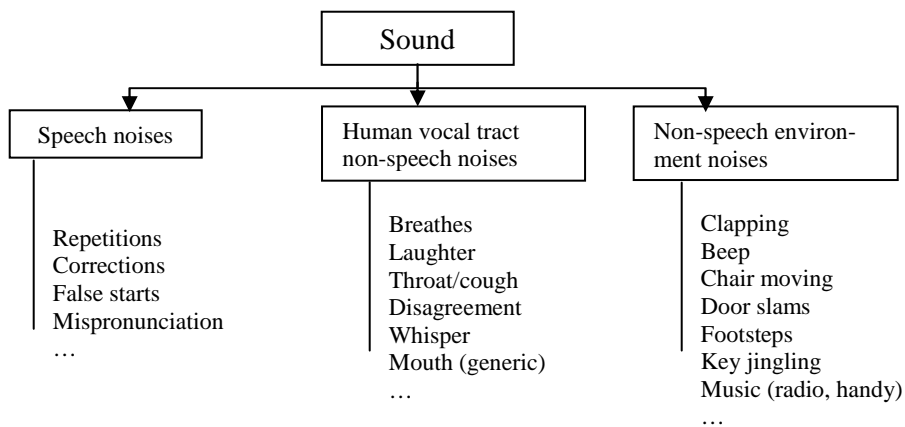 Sound
Speech noises
Repetitions
Corrections
False starts
Mispronunciation
…
Human vocal tract
non-speech noises
Breathes
Laughter
Throat/cough
Disagreement
Whisper
Mouth (generic)
…
Non-speech environ-
ment noises
Clapping
Beep
Chair moving
Door slams
Footsteps
Key jingling
Music (radio, handy)
…